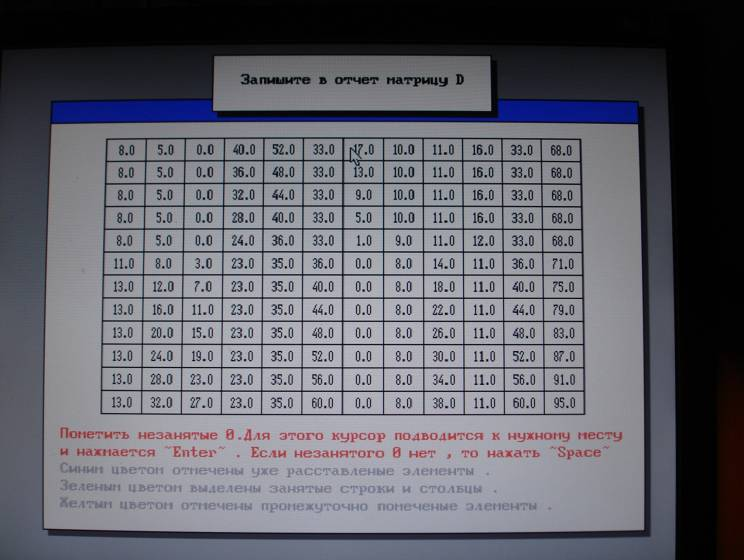 Запишите в отчет матрицу D
8.0 5.0 0.0 40.0 52.0 33.0 17.0 10.0 11.0 16.0 33.0 68.0
8.0 5.0 0.0 36.0 48.0 33.0 13.0 10.0 11.0 16.0 33.0 68.0
8.0 5.0 0.0 32.0 44.0 33.0 9.0 10.0 11.0 16.0 33.0 68.0
8.0 5.0 0.0 28.0 40.0 33.0 5.0 10.0 11.0 16.0 33.0 68.0
8.0 5.0 0.0 24.0 36.0 33.0 1.0 9.0 11.0 12.0 33.0 68.0
11.0 8.0 3.0 23.0 35.0 36.0 0.0 8.0 14.0 11.0 36.0 71.0
13.0 12.0 7.0 23.0 35.0 40.0 0.0 8.0 18.0 11.0 40.0 75.0
13.0 16.0 11.0 23.0 35.0 44.0 0.0 8.0 22.0 11.0 44.0 79.0
13.0 20.0 15.0 23.0 35.0 48.0 0.0 8.0 26.0 11.0 48.0 83.0
13.0 24.0 19.0 23.0 35.0 52.0 0.0 8.0 30.0 11.0 52.0 87.0
13.0 28.0 23.0 23.0 35.0 56.0 0.0 8.0 34.0 11.0 56.0 91.0
13.0 32.0 27.0 23.0 35.0 60.0 0.0 8.0 38.0 11.0 60.0 95.0
Пометить незанятые 0.Для этого курсор подводится к нужному месту
и нажмается ~Enter~ . Если незанятого 0 нет , то нажать ~Space~
Синим цветом отмечены уже расставленые элементы .
Зеленым цветом выделены занятые строки и столбцы .
Желтым цветом отмечены промежуточно помеченые элементы .